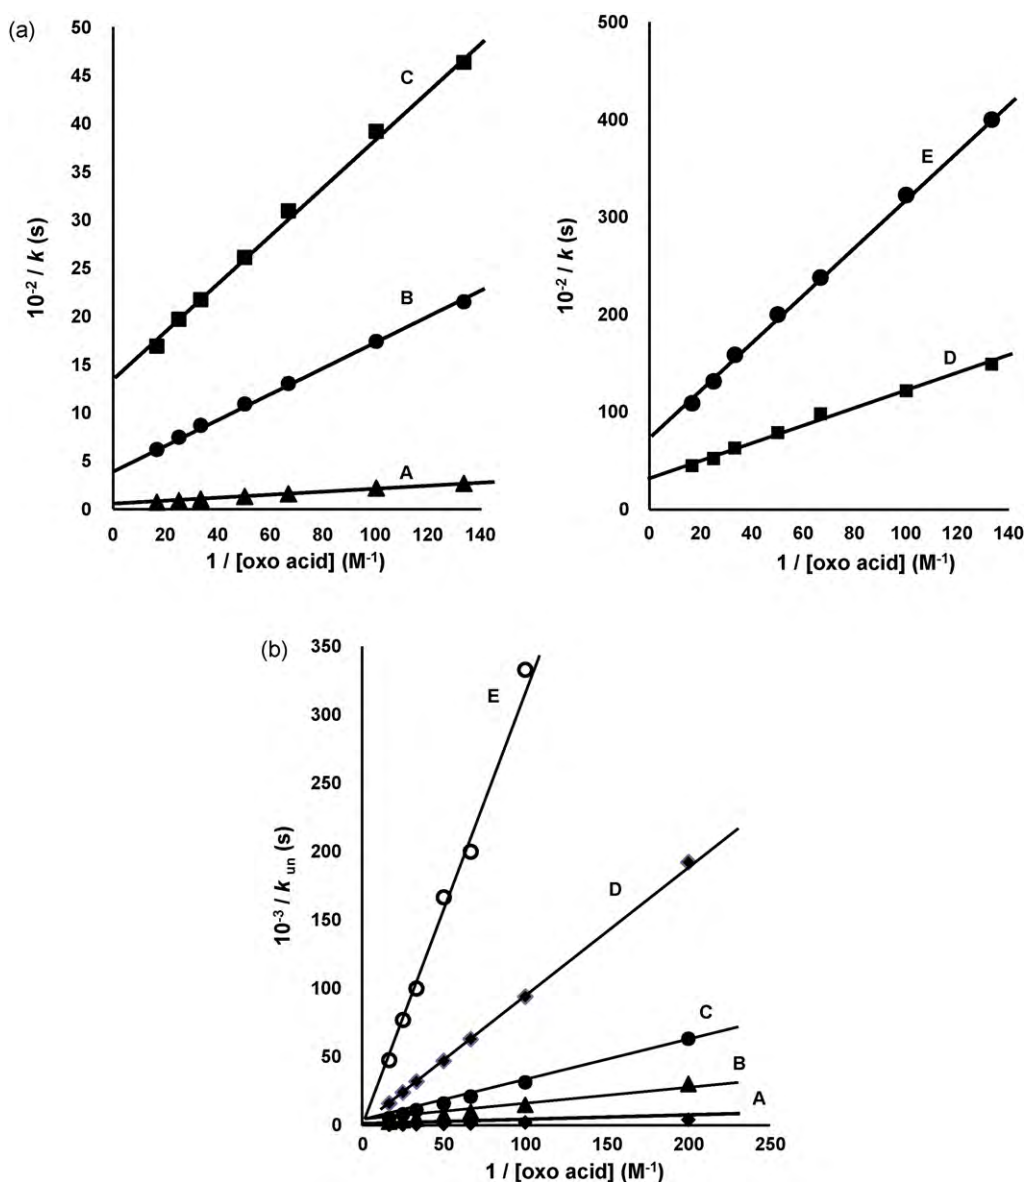 (a)
50
45
40
35
30
25
20
15
10
5
0
10⁻² / k (s)
C
B
A
0 20 40 60 80 100 120 140
1 / [oxo acid] (M⁻¹)
500
400
300
200
100
0
10⁻² / k (s)
E
D
0 20 40 60 80 100 120 140
1 / [oxo acid] (M⁻¹)
(b)
350
300
250
200
150
100
50
0
10⁻³ / k un (s)
E
D
C
B
A
0 50 100 150 200 250
1 / [oxo acid] (M⁻¹)